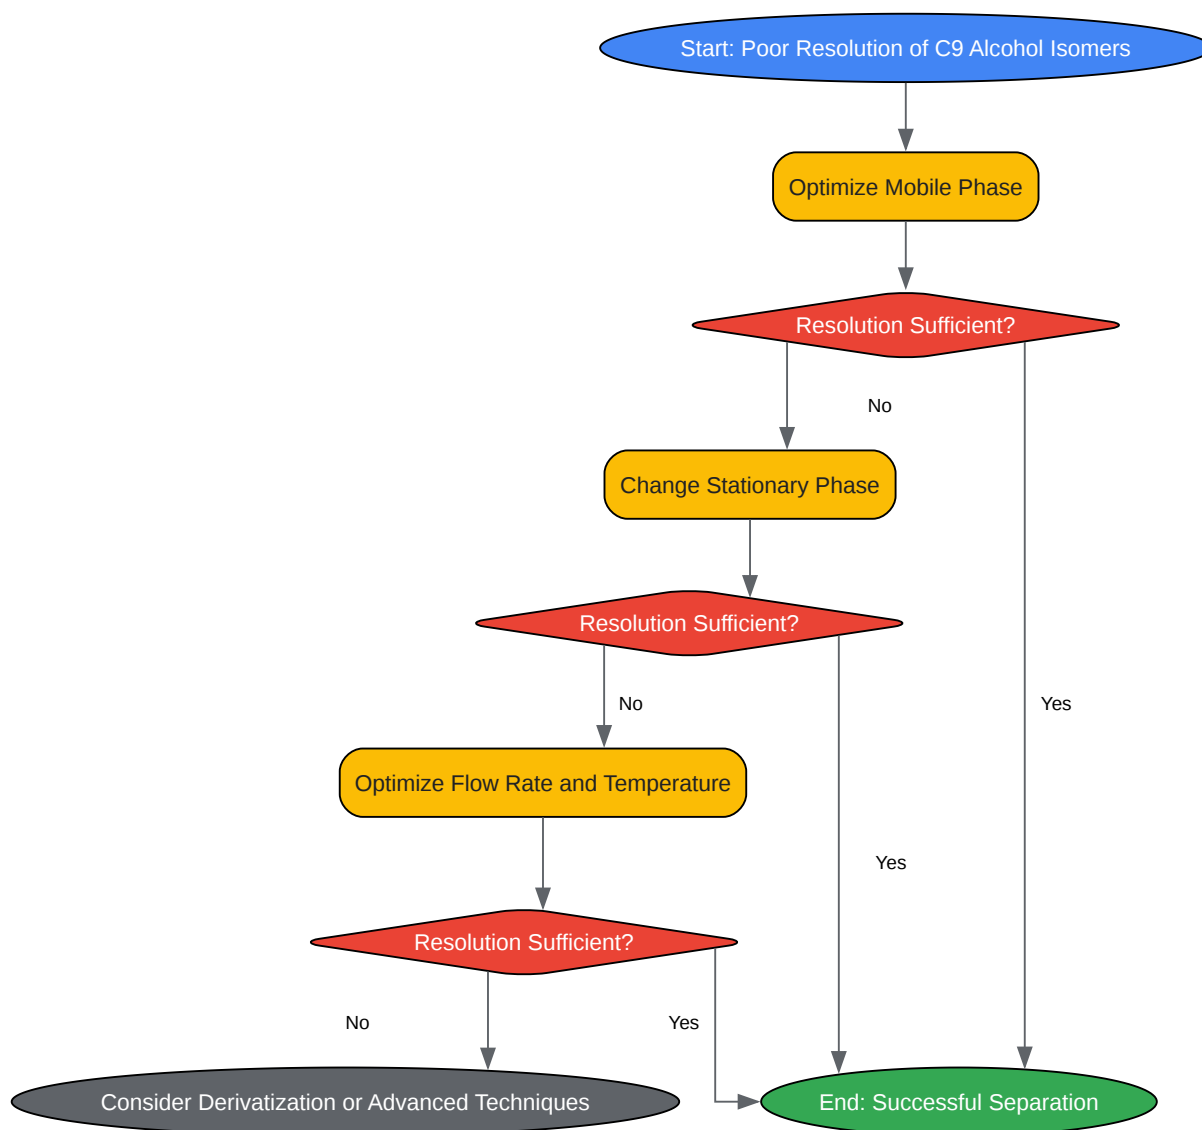 Start: Poor Resolution of C9 Alcohol Isomers
Optimize Mobile Phase
Resolution Sufficient?
No
Change Stationary Phase
Resolution Sufficient?
No
Yes
Optimize Flow Rate and Temperature
Yes
Resolution Sufficient?
No
Yes
Consider Derivatization or Advanced Techniques
End: Successful Separation